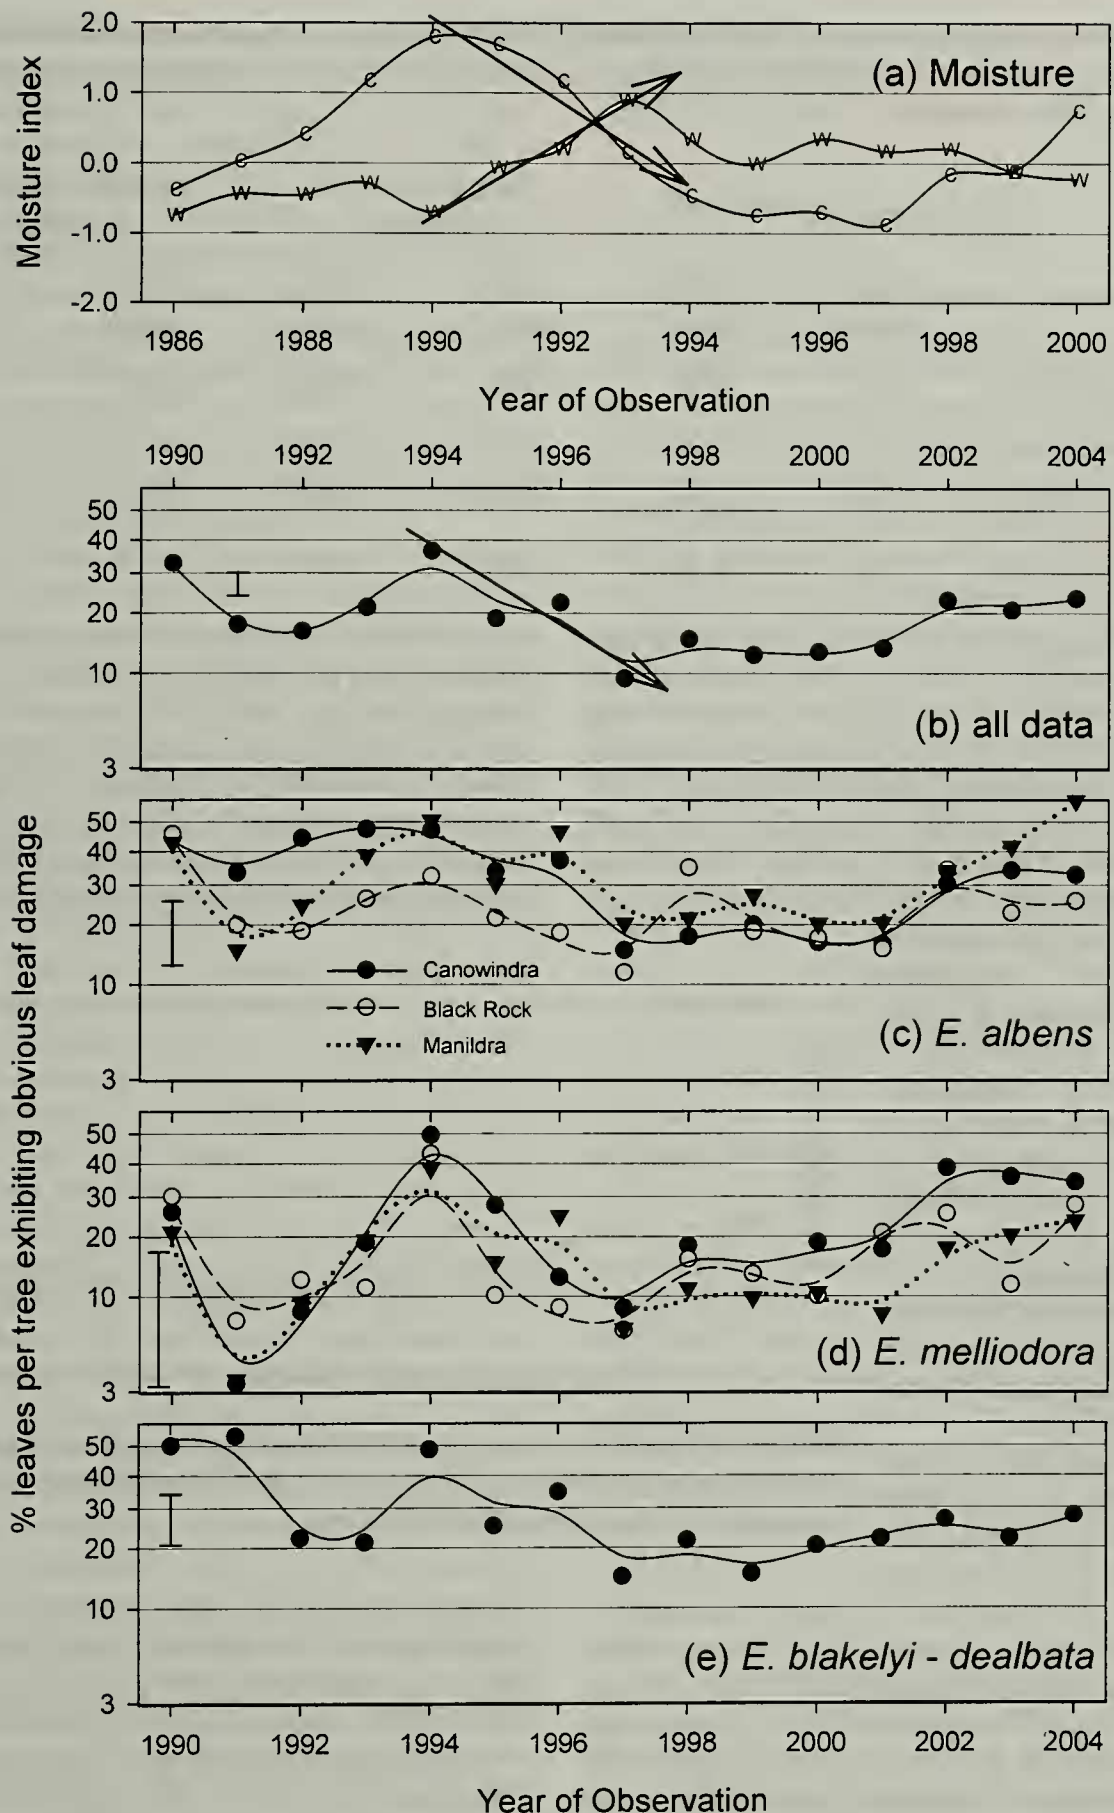 2.0
1.0
0.0
-1.0
-2.0
Moisture index
(a) Moisture
C C C C C C C C C C C C C C C
W W W W W W W W W W W W W W W
1986 1988 1990 1992 1994 1996 1998 2000
Year of Observation
1990 1992 1994 1996 1998 2000 2002 2004
% leaves per tree exhibiting obvious leaf damage
50
40
30
20
10
3
(b) all data
50
40
30
20
10
3
Canowindra
Black Rock
Manildra
(c) E. albens
50
40
30
20
10
3
(d) E. melliodora
50
40
30
20
10
3
(e) E. blakelyi - dealbata
1990 1992 1994 1996 1998 2000 2002 2004
Year of Observation